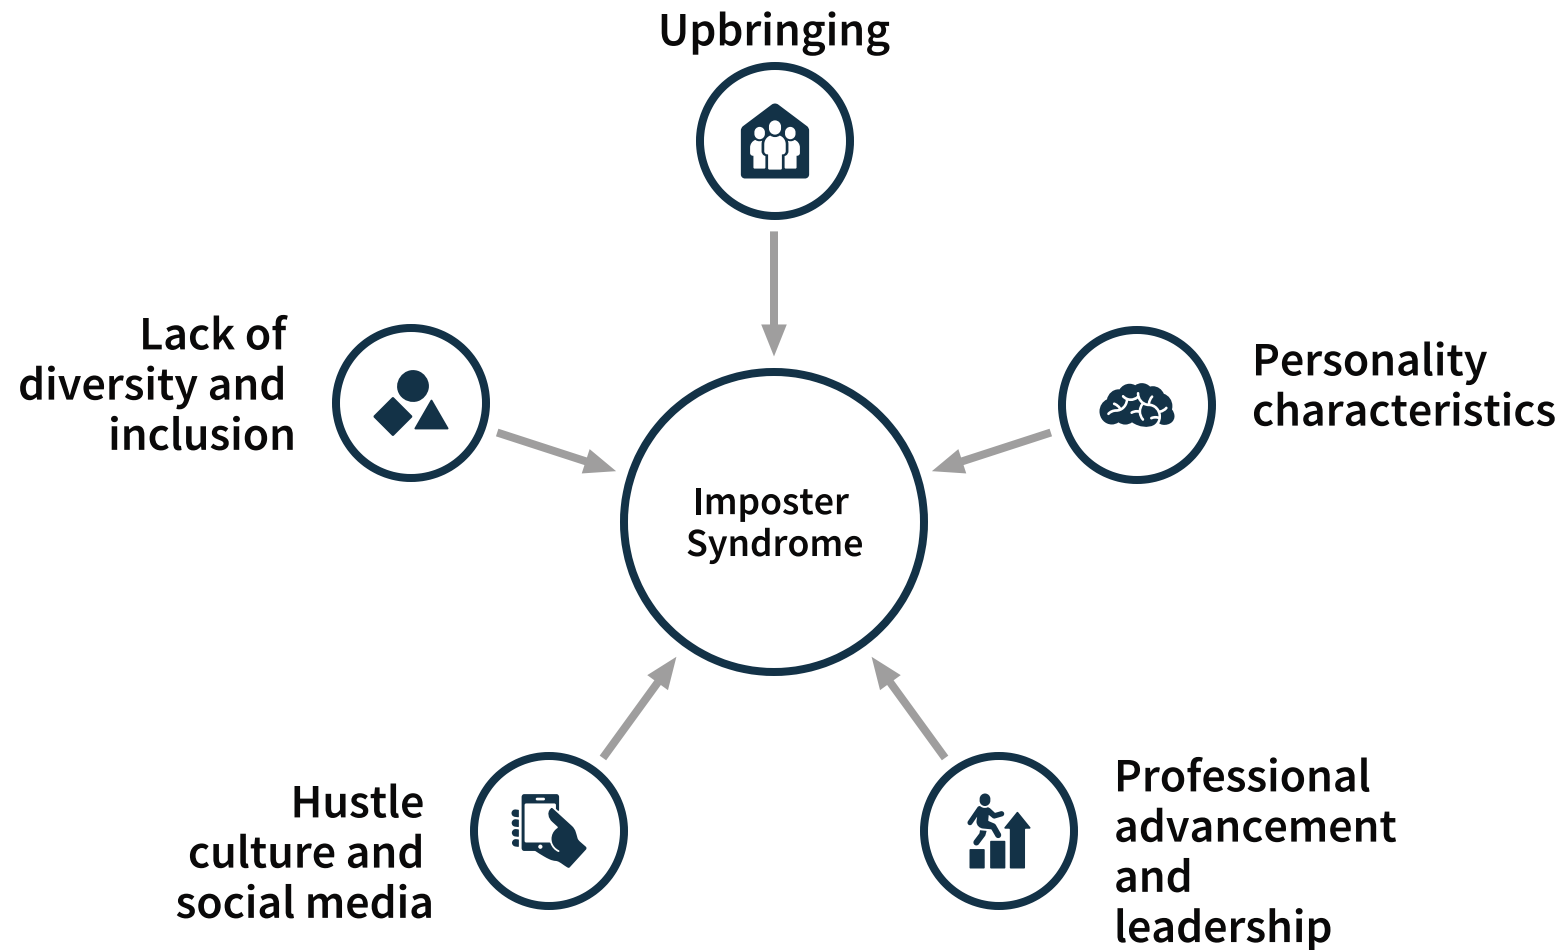 Upbringing
Lack of
diversity and
inclusion
Personality
characteristics
Imposter
Syndrome
Hustle
culture and
social media
Professional
advancement
and
leadership